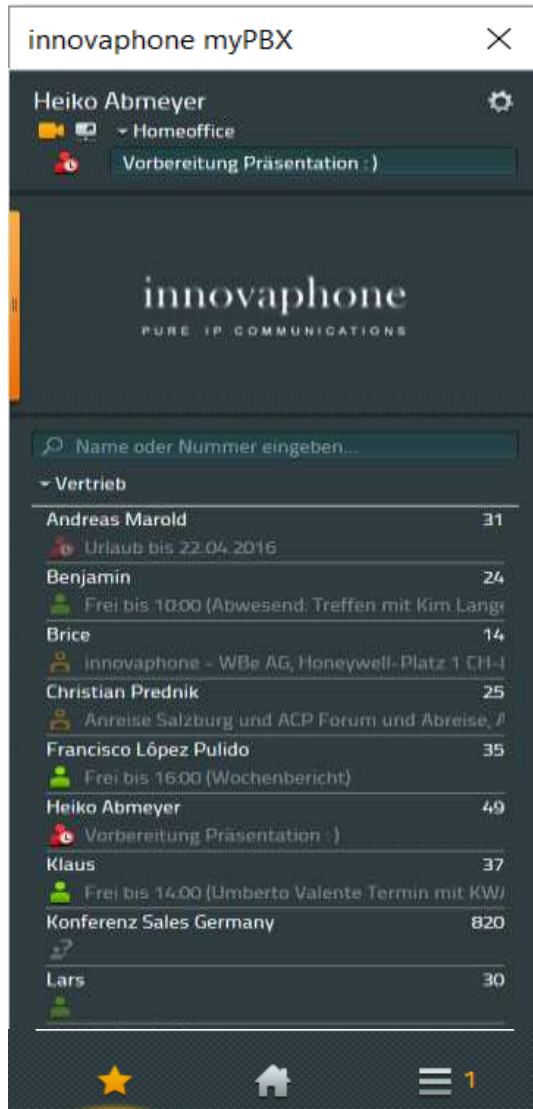 innovaphone myPBX
Heiko Abmeyer
Homeoffice
Vorbereitung Präsentation : )
innovaphone
PURE IP COMMUNICATIONS
Name oder Nummer eingeben...
Vertrieb
Andreas Marold 31
Urlaub bis 22.04.2016
Benjamin 24
Frei bis 10:00 (Abwesend: Treffen mit Kim Lange
Brice 14
innovaphone - WBe AG, Honeywell-Platz 1 CH-
Christian Prednik 25
Anreise Salzburg und ACP Forum und Abreise,
Francisco López Pulido 35
Frei bis 16:00 (Wochenbericht)
Heiko Abmeyer 49
Vorbereitung Präsentation : )
Klaus 37
Frei bis 14:00 (Umberto Valente Termin mit
Konferenz Sales Germany 820
Lars 30
1